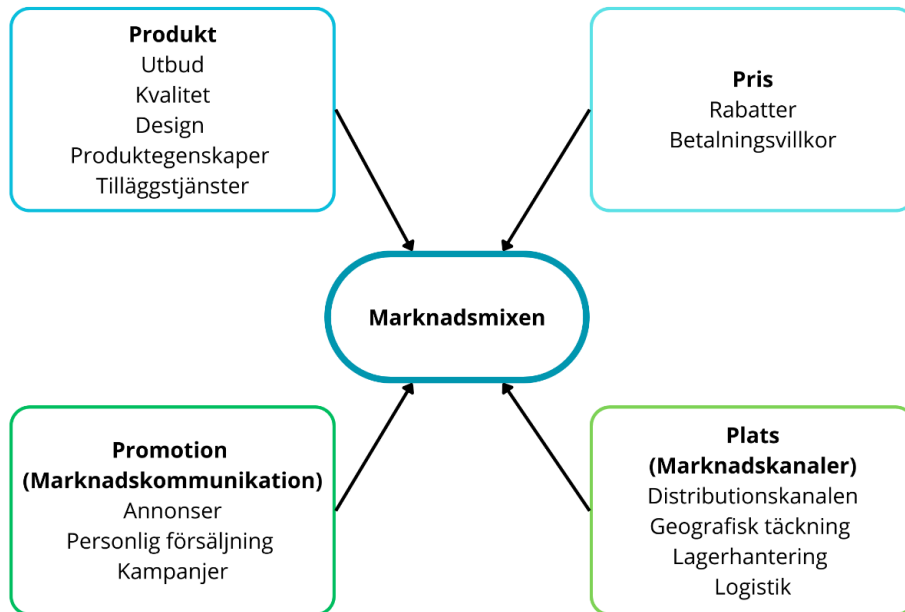 Produkt
Utbud
Kvalitet
Design
Produktegenskaper
Tilläggstjänster
Pris
Rabatter
Betalningsvillkor
Marknadsmixen
Promotion
(Marknadskommunikation)
Annonser
Personlig försäljning
Kampanjer
Plats
(Marknadskanaler)
Distributionskanalen
Geografisk täckning
Lagerhantering
Logistik